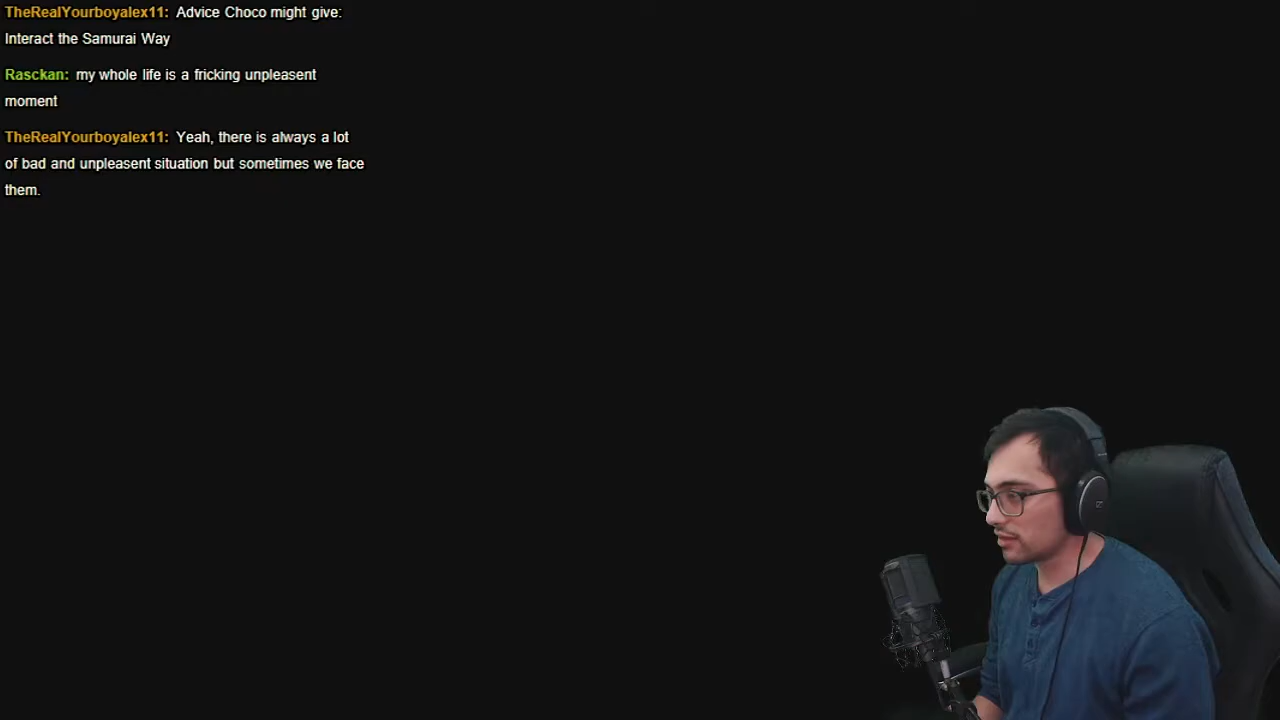 TheRealYourboyalex11: Advice Choco might give:
Interact the Samurai Way
Rasckan: my whole life is a fricking unpleasent
moment
TheRealYourboyalex11: Yeah, there is always a lot
of bad and unpleasent situation but sometimes we face
them.